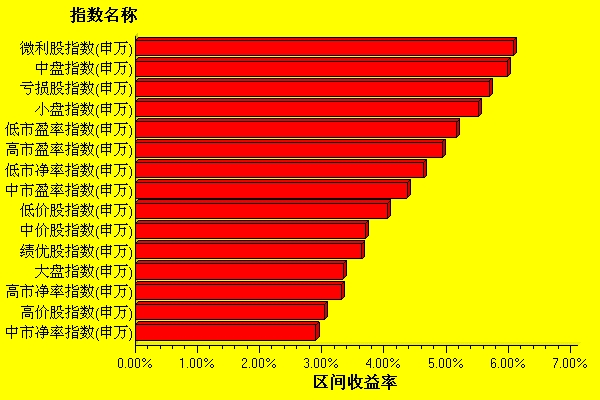 指数名称
微利股指数(申万)
中盘指数(申万)
亏损股指数(申万)
小盘指数(申万)
低市盈率指数(申万)
高市盈率指数(申万)
低市净率指数(申万)
中市盈率指数(申万)
低价股指数(申万)
中价股指数(申万)
绩优股指数(申万)
大盘指数(申万)
高市净率指数(申万)
高价股指数(申万)
中市净率指数(申万)
0.00% 1.00% 2.00% 3.00% 4.00% 5.00% 6.00% 7.00%
区间收益率